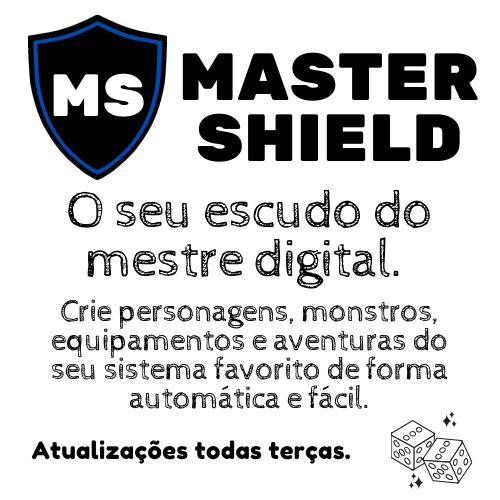 MS
MASTER
SHIELD
O seu escudo do
mestre digital.
Crie personagens, monstros,
equipamentos e aventuras do
seu sistema favorito de forma
automática e fácil.
Atualizações todas terças.